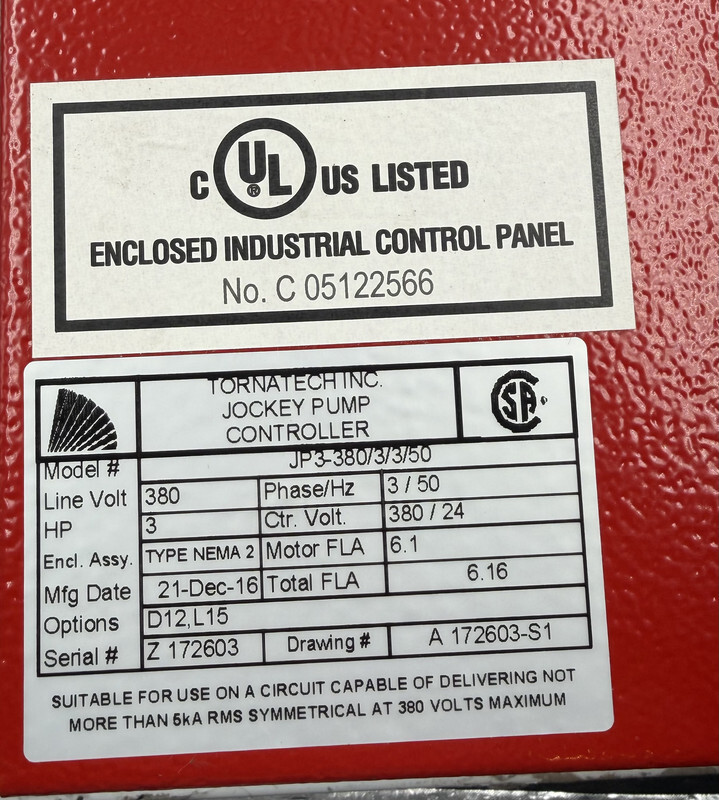 C UL® US LISTED
ENCLOSED INDUSTRIAL CONTROL PANEL
No. C 05122566
TORNATECH INC.
JOCKEY PUMP
CONTROLLER
CSA
Model # JP3-380/3/3/50
Line Volt 380 Phase/Hz 3 / 50
HP 3 Ctr. Volt. 380 / 24
Encl. Assy. TYPE NEMA 2 Motor FLA 6.1
Mfg Date 21-Dec-16 Total FLA 6.16
Options D12,L15
Serial # Z 172603 Drawing # A 172603-S1
SUITABLE FOR USE ON A CIRCUIT CAPABLE OF DELIVERING NOT
MORE THAN 5kA RMS SYMMETRICAL AT 380 VOLTS MAXIMUM